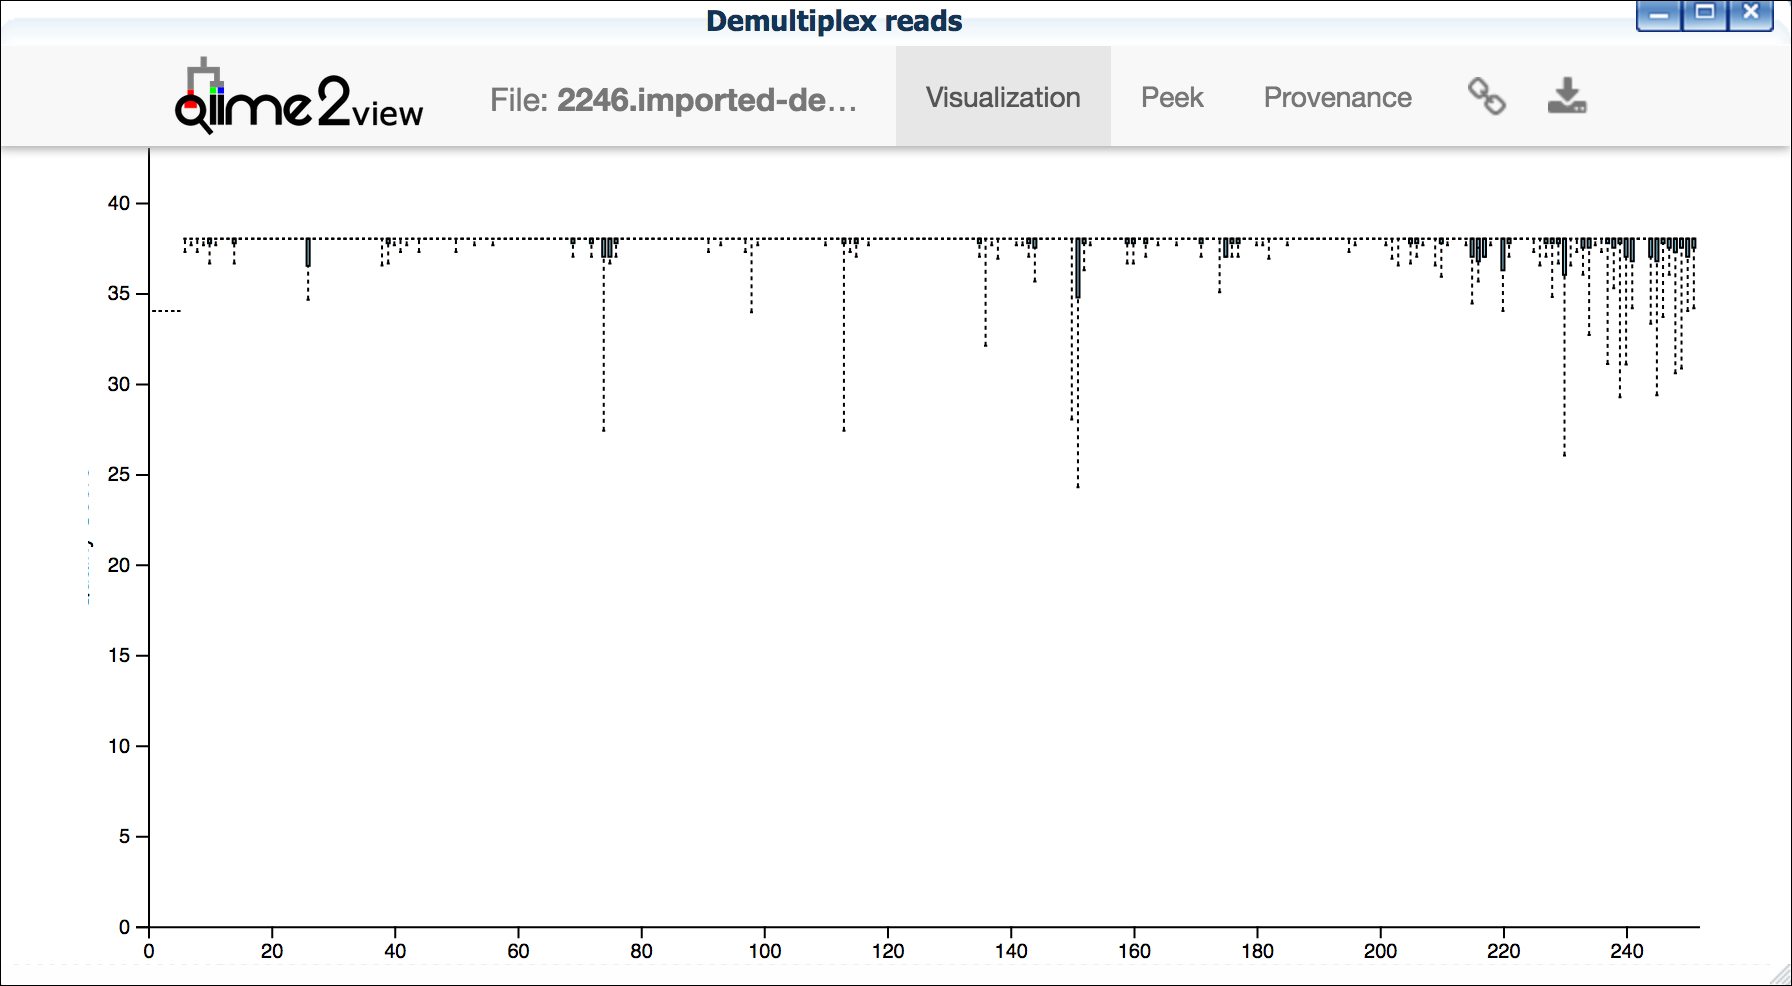 Demultiplex reads
Qiime2view
File: 2246.imported-de...
Visualization
Peek
Provenance
40
35
30
25
20
15
10
5
0
0 20 40 60 80 100 120 140 160 180 200 220 240